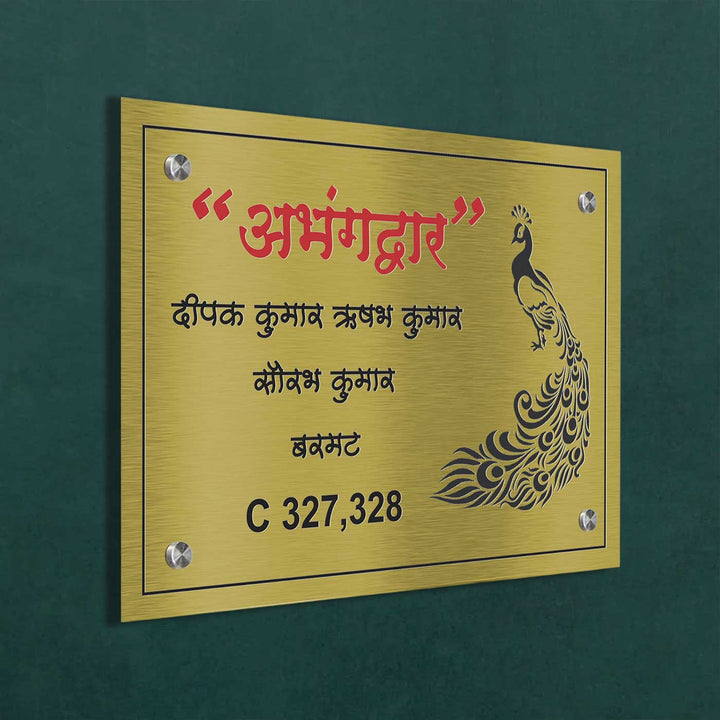 “अभंगद्वार”
दीपक कुमार ऋषभ कुमार
सौरभ कुमार
बरमट
C 327,328